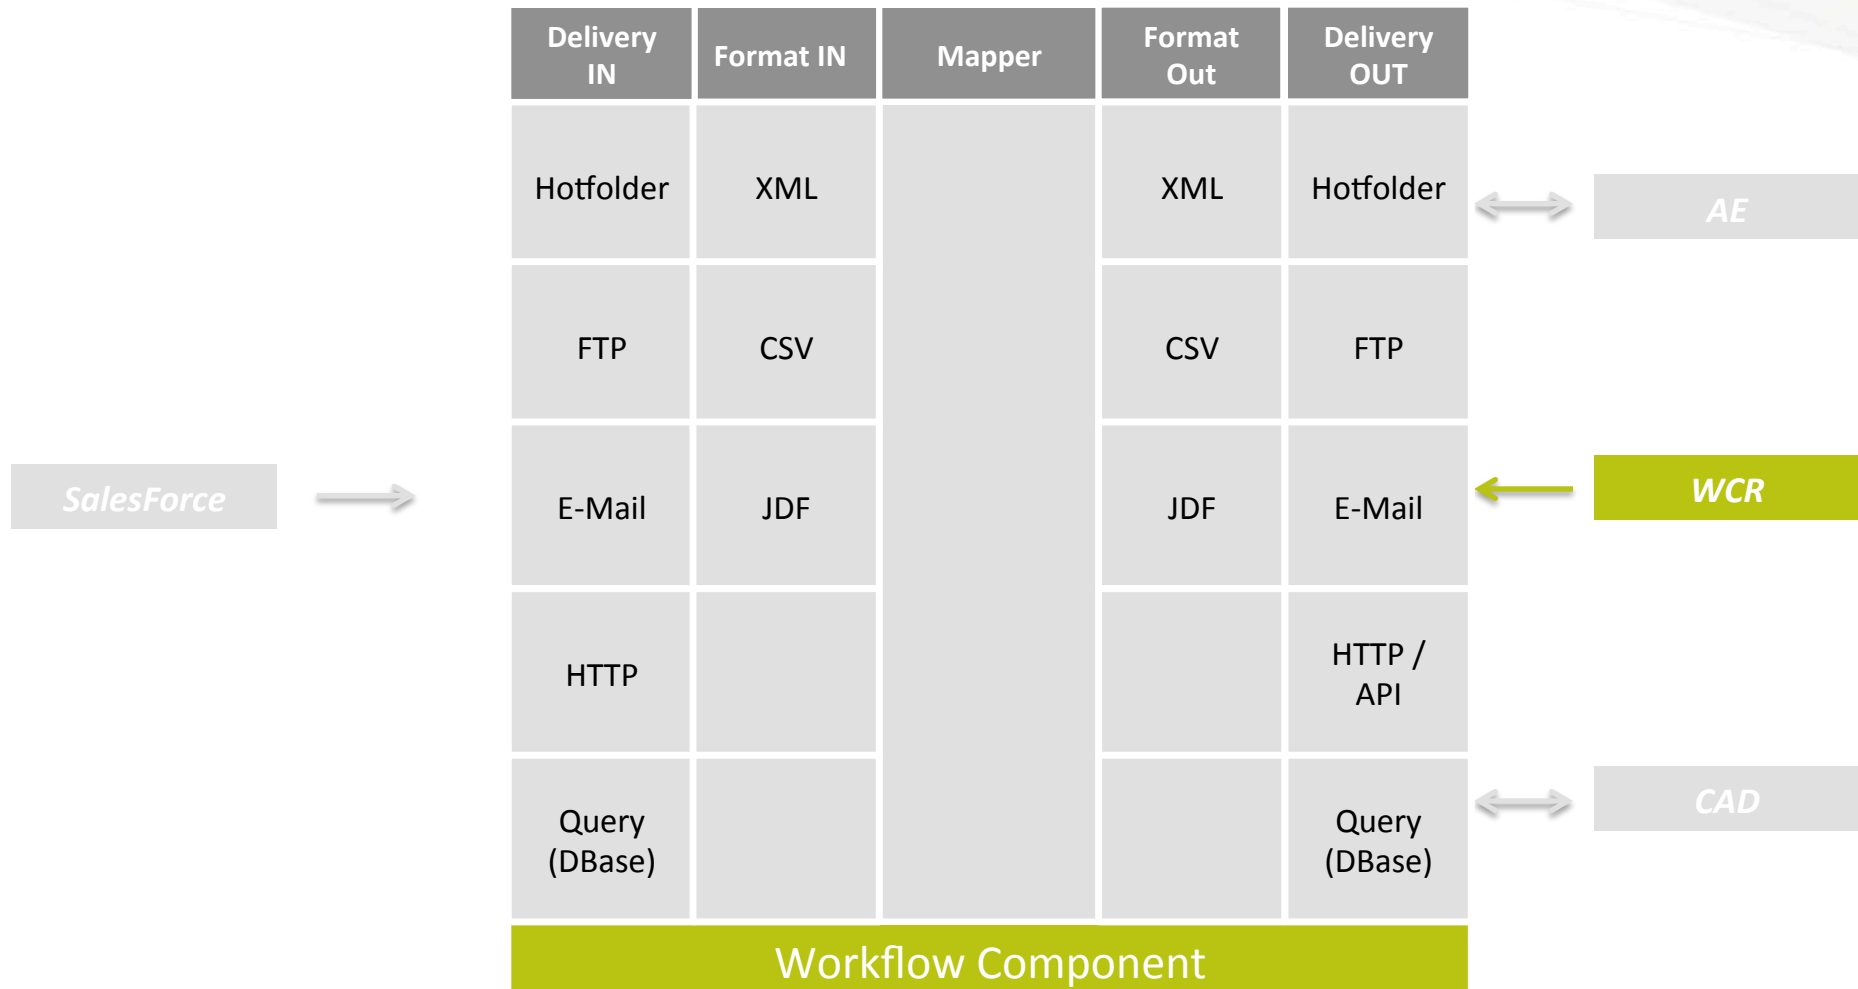 Delivery
IN
Format IN
Mapper
Format
Out
Delivery
OUT
Hotfolder
XML
XML
Hotfolder
AE
FTP
CSV
CSV
FTP
SalesForce
E-Mail
JDF
JDF
E-Mail
WCR
HTTP
HTTP /
API
Query
(DBase)
Query
(DBase)
CAD
Workflow Component